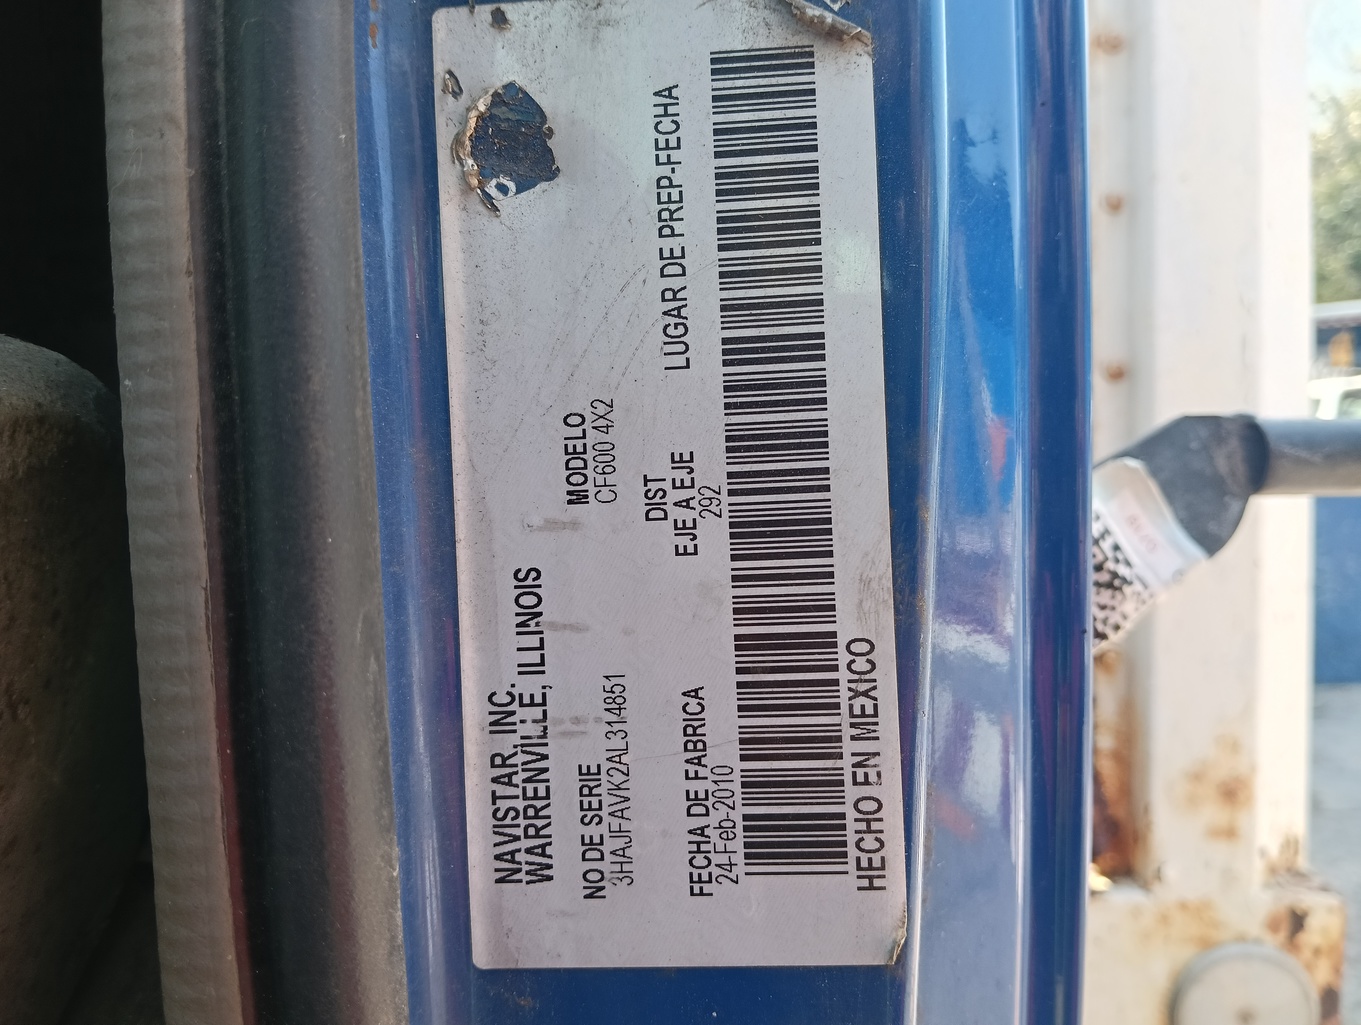 NAVISTAR, INC.
WARRENVILLE, ILLINOIS
NO DE SERIE
3HAJFAVK2AL314851
MODELO
CF600 4X2
FECHA DE FABRICA
24-Feb-2010
DIST
EJE A EJE
292
LUGAR DE PREP-FECHA
HECHO EN MEXICO